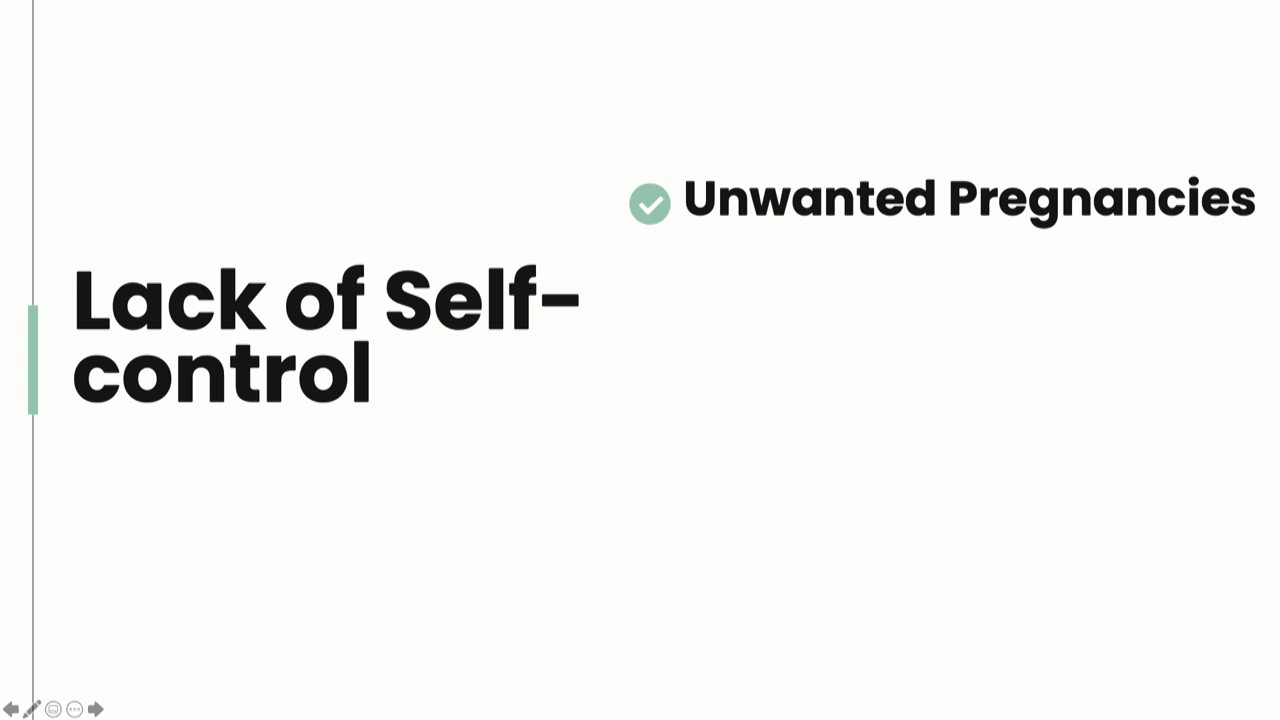 Lack of Self-
control
Unwanted Pregnancies